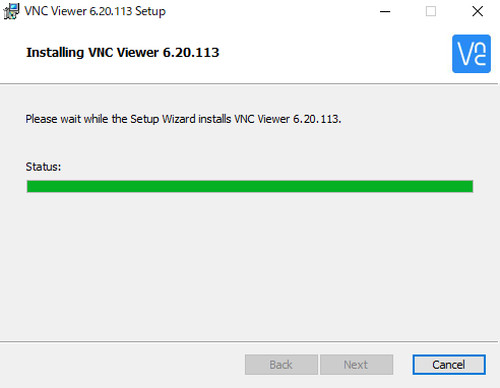 VNC Viewer 6.20.113 Setup
Installing VNC Viewer 6.20.113
Please wait while the Setup Wizard installs VNC Viewer 6.20.113.
Status:
Back
Next
Cancel